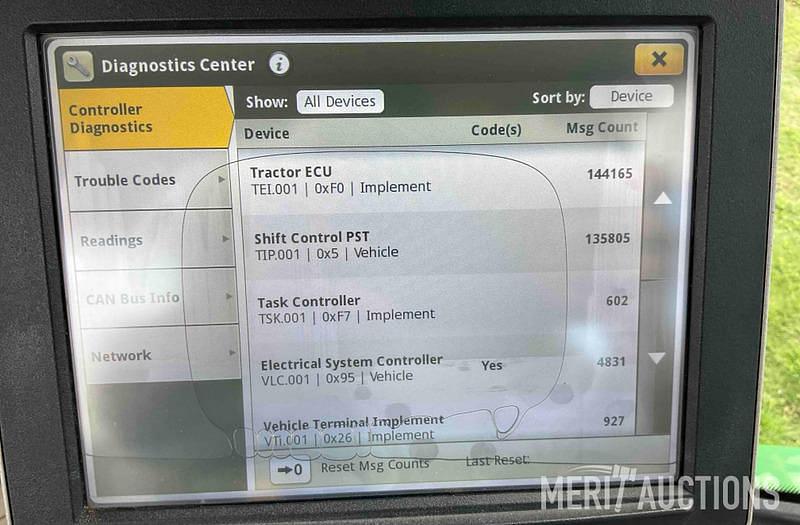 Diagnostics Center i
Show: All Devices Sort by: Device
Controller
Diagnostics
Trouble Codes
Readings
CAN Bus Info
Network
Device Code(s) Msg Count
Tractor ECU 144165
TEI.001 | 0xF0 | Implement
Shift Control PST 135805
TIP.001 | 0x5 | Vehicle
Task Controller 602
TSK.001 | 0xF7 | Implement
Electrical System Controller Yes 4831
VLC.001 | 0x95 | Vehicle
Vehicle Terminal Implement 927
VTI.001 | 0x26 | Implement
→0 Reset Msg Counts Last Reset:
MERIT AUCTIONS